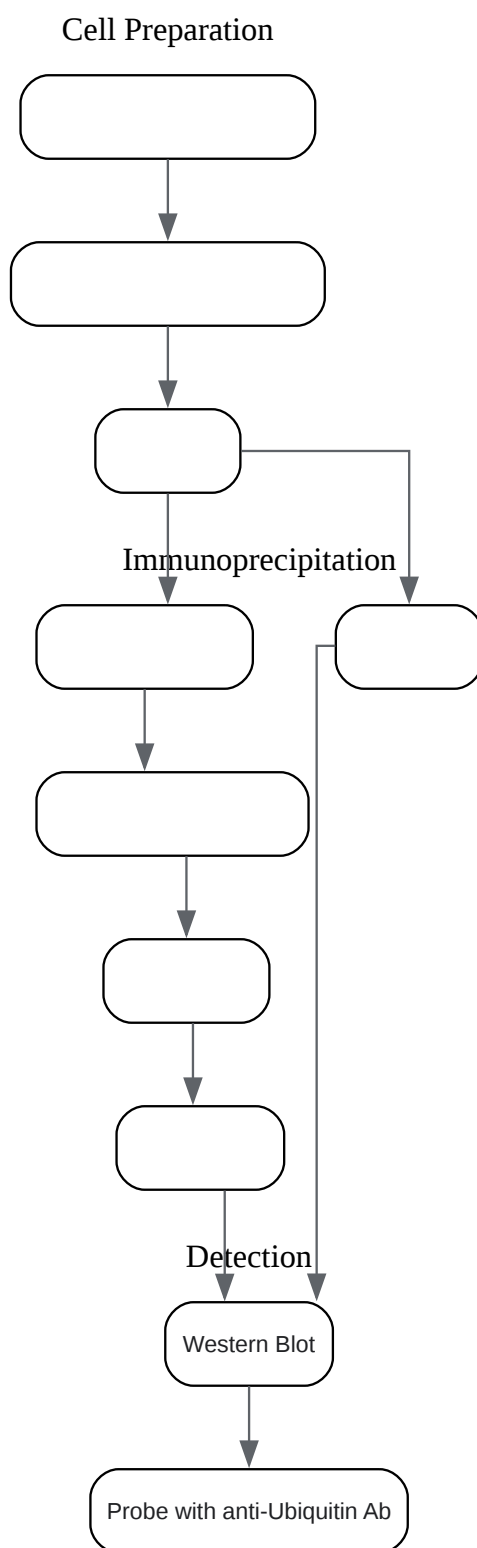 Cell Preparation
Immunoprecipitation
Detection
Western Blot
Probe with anti-Ubiquitin Ab